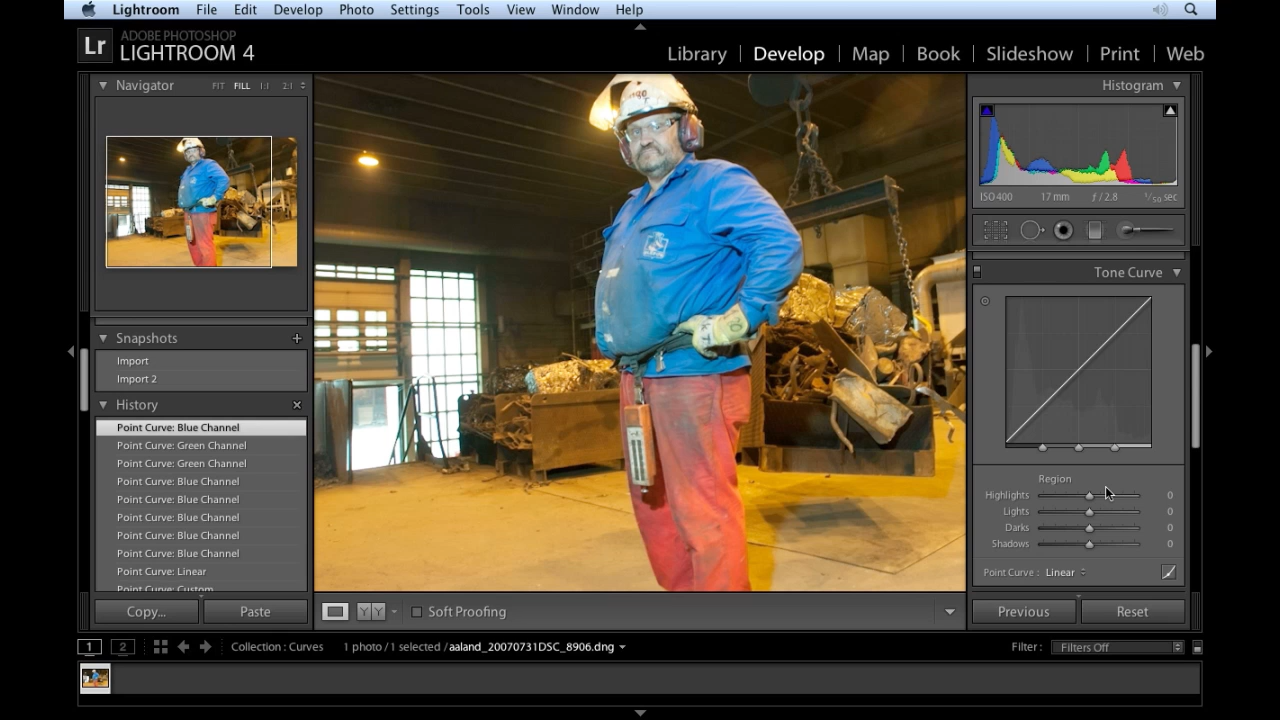 Lightroom File Edit Develop Photo Settings Tools View Window Help
Lr
ADOBE PHOTOSHOP
LIGHTROOM 4
Library | Develop | Map | Book | Slideshow | Print | Web
Navigator FIT FILL 1:1 2:1
Histogram
ISO 400 17 mm ƒ / 2.8 1/50 sec
Tone Curve
Snapshots +
Import
Import 2
History ×
Point Curve: Blue Channel
Point Curve: Green Channel
Point Curve: Green Channel
Point Curve: Blue Channel
Point Curve: Blue Channel
Point Curve: Blue Channel
Point Curve: Blue Channel
Point Curve: Blue Channel
Point Curve: Linear
Point Curve: Custom
Region
Highlights 0
Lights 0
Darks 0
Shadows 0
Point Curve : Linear
Copy... Paste
Y Y Soft Proofing
Previous Reset
1 2 Collection : Curves 1 photo / 1 selected / aaland_20070731DSC_8906.dng
Filter : Filters Off